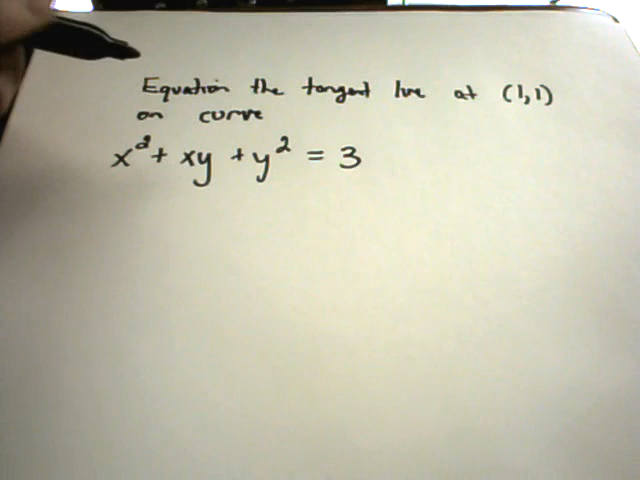 Equation the tangent line at (1,1)
on curve
x² + xy + y² = 3